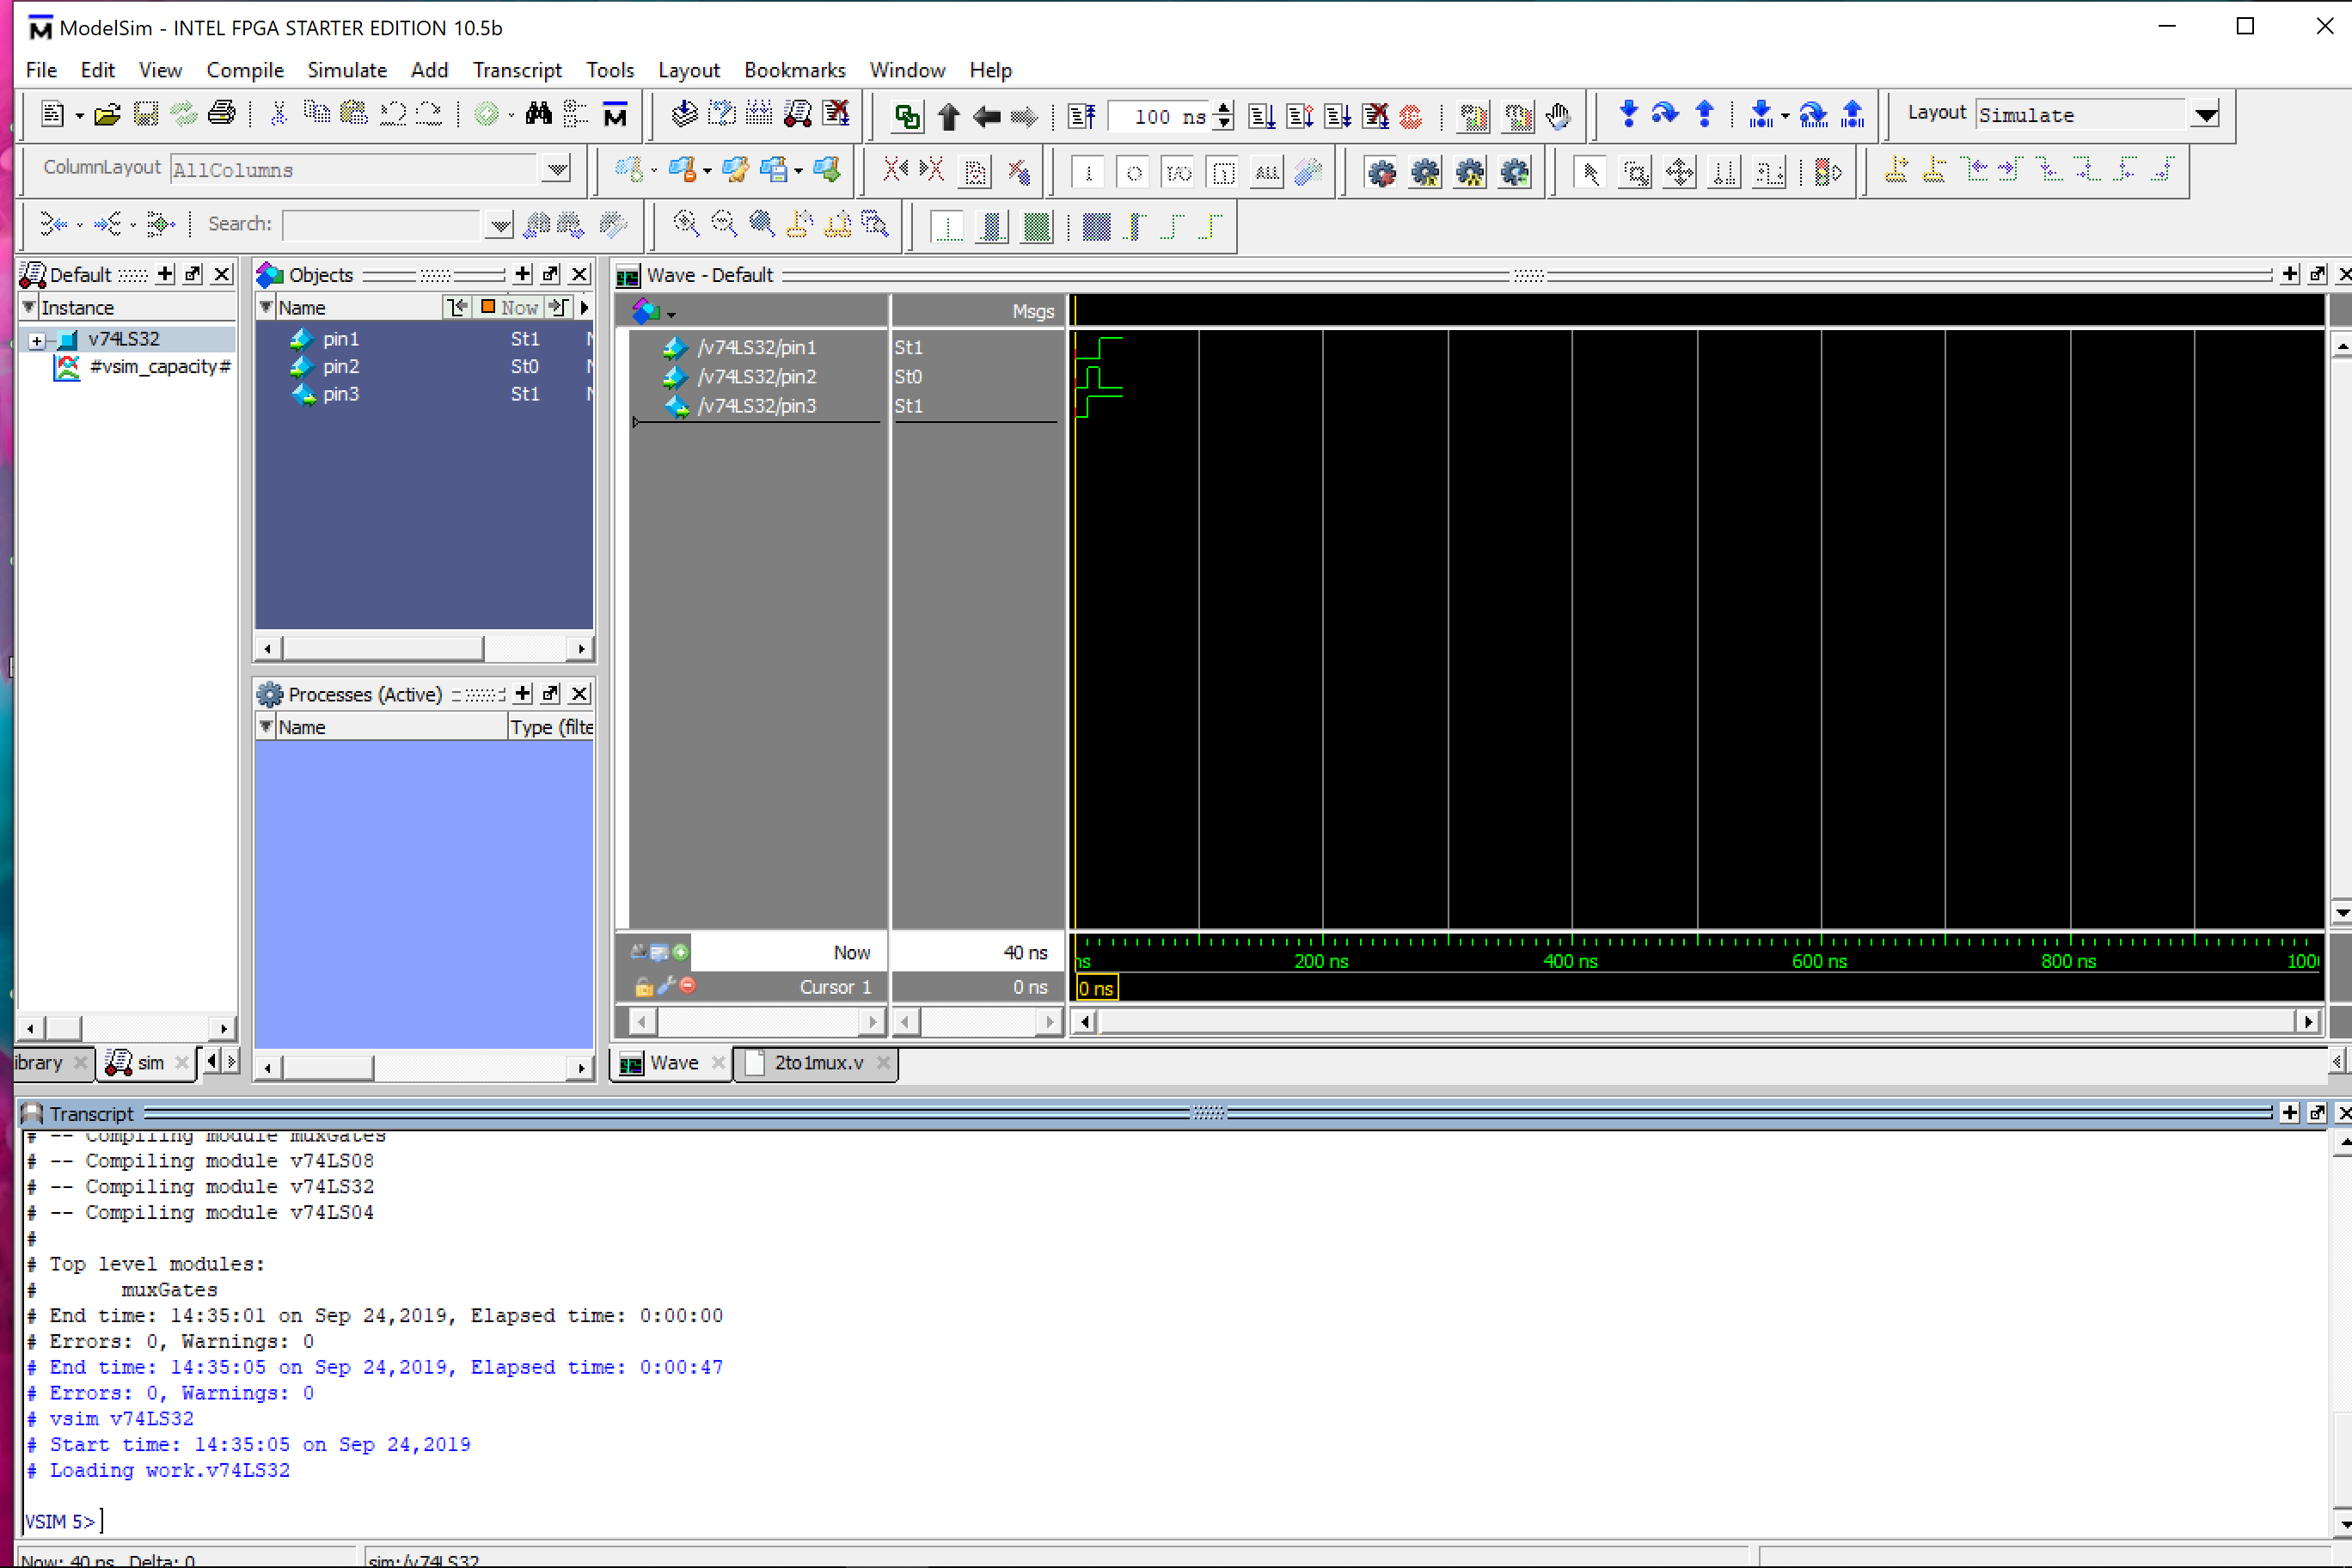 ModelSim - INTEL FPGA STARTER EDITION 10.5b
File Edit View Compile Simulate Add Transcript Tools Layout Bookmarks Window Help
100 ns
Layout Simulate
ColumnLayout AllColumns
ALL
Search:
Default
Instance
v74LS32
#vsim_capacity#
Objects
Name Now
pin1 St1
pin2 St0
pin3 St1
Processes (Active)
Name Type (filte
Wave - Default
Msgs
/v74LS32/pin1 St1
/v74LS32/pin2 St0
/v74LS32/pin3 St1
Now 40 ns
ns 200 ns 400 ns 600 ns 800 ns 100
Cursor 1 0 ns
0 ns
ibrary sim
Wave 2to1mux.v
Transcript
# -- Compiling module muxGates
# -- Compiling module v74LS08
# -- Compiling module v74LS32
# -- Compiling module v74LS04
#
# Top level modules:
# muxGates
# End time: 14:35:01 on Sep 24,2019, Elapsed time: 0:00:00
# Errors: 0, Warnings: 0
# End time: 14:35:05 on Sep 24,2019, Elapsed time: 0:00:47
# Errors: 0, Warnings: 0
# vsim v74LS32
# Start time: 14:35:05 on Sep 24,2019
# Loading work.v74LS32
VSIM 5>
Now: 40 ns Delta: 0 sim:/v74LS32